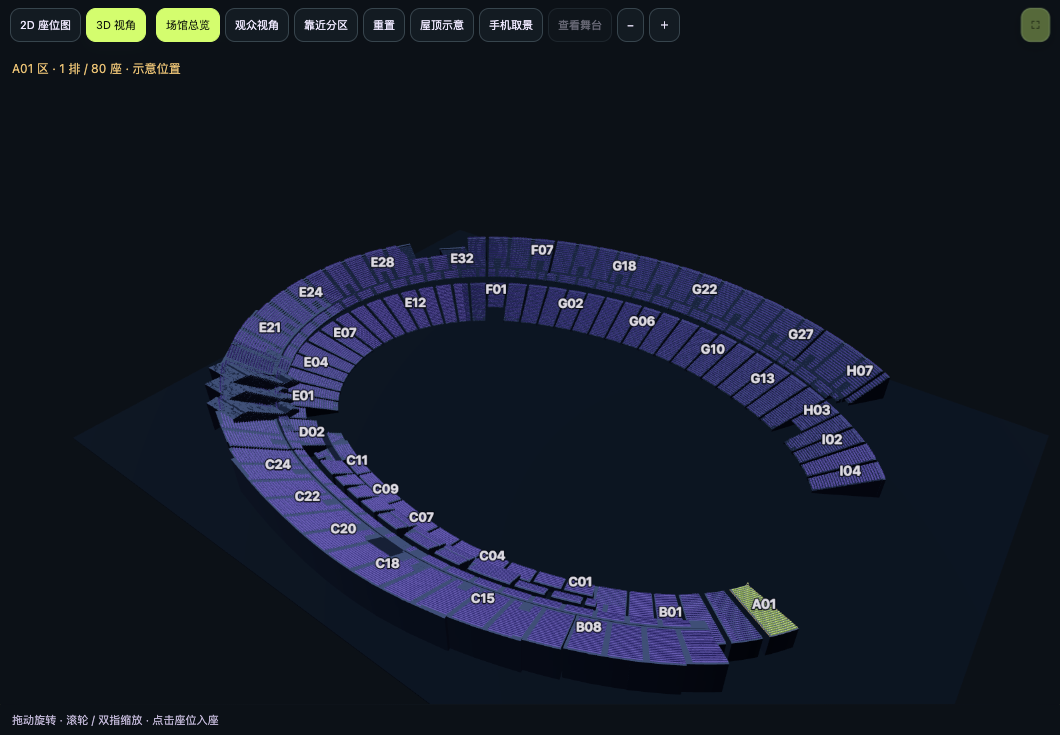 2D 座位图 3D 视角 场馆总览 观众视角 靠近分区 重置 屋顶示意 手机取景 查看舞台 − +
A01 区 · 1 排 / 80 座 · 示意位置
F07
E28 E32 G18
E24 F01 G22
E12 G02
E21 E07 G06 G27
E04 G10 H07
E01 G13
D02 H03
C24 C11 I02
C22 C09 I04
C20 C07
C18 C04
C15 C01 A01
B08 B01
拖动旋转 · 滚轮 / 双指缩放 · 点击座位入座